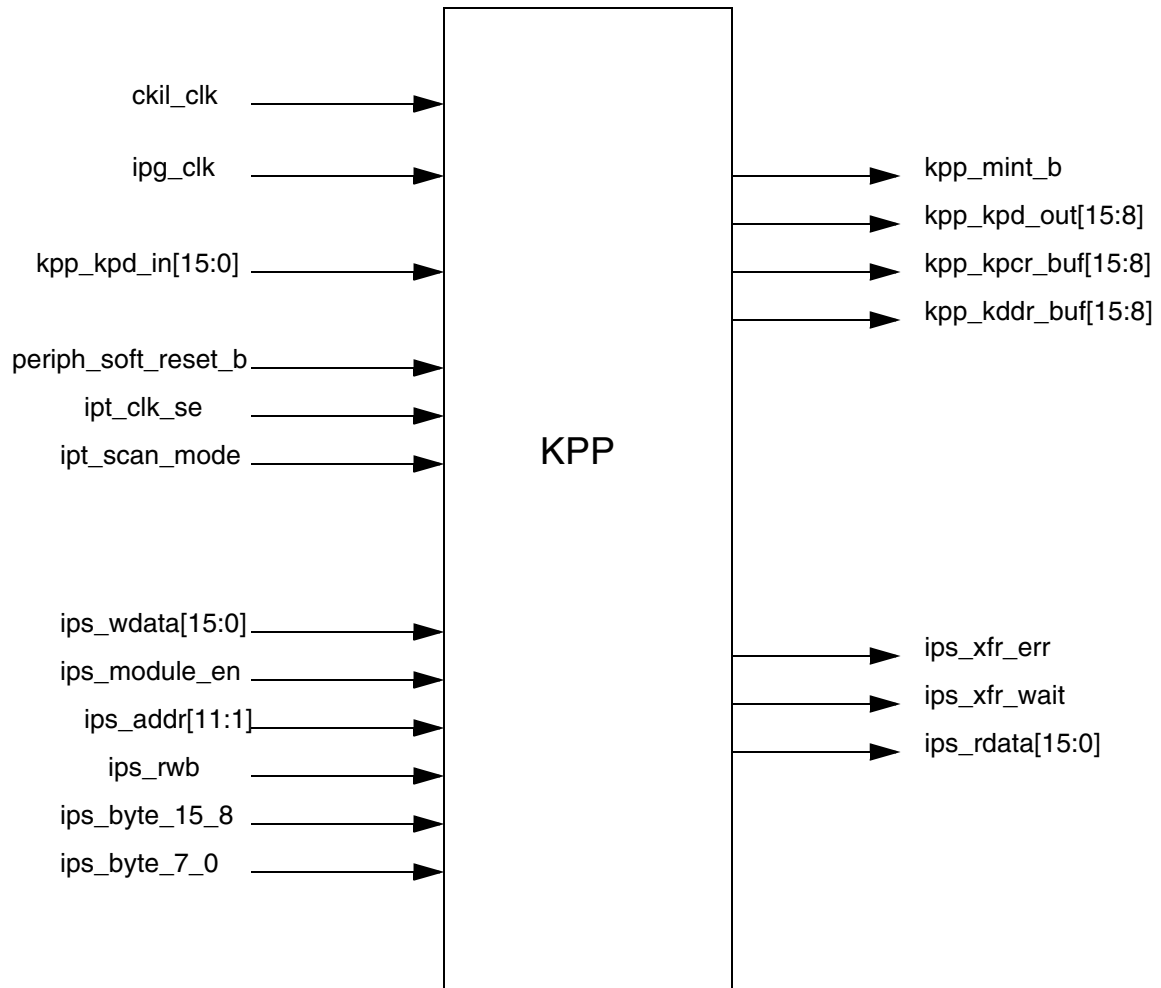 ckil_clk
ipg_clk
kpp_kpd_in[15:0]
periph_soft_reset_b
ipt_clk_se
ipt_scan_mode
ips_wdata[15:0]
ips_module_en
ips_addr[11:1]
ips_rwb
ips_byte_15_8
ips_byte_7_0
KPP
kpp_mint_b
kpp_kpd_out[15:8]
kpp_kpcr_buf[15:8]
kpp_kddr_buf[15:8]
ips_xfr_err
ips_xfr_wait
ips_rdata[15:0]